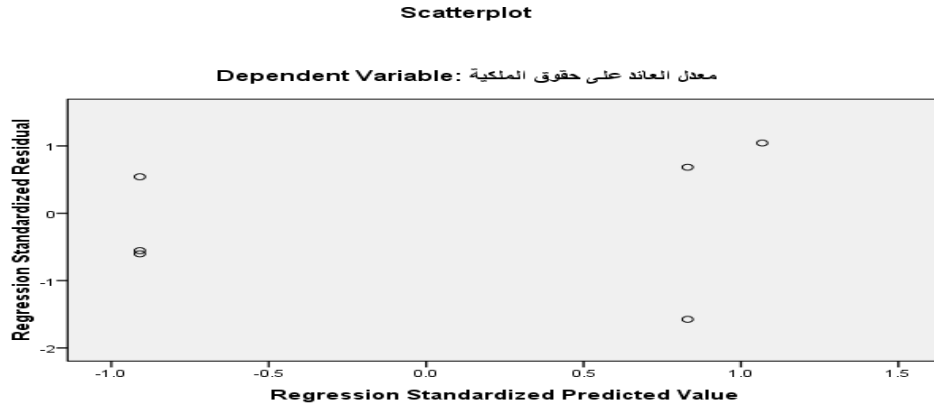 Scatterplot
Dependent Variable: معدل العائد على حقوق الملكية
Regression Standardized Residual
1
0
-1
-2
-1.0 -0.5 0.0 0.5 1.0 1.5
Regression Standardized Predicted Value